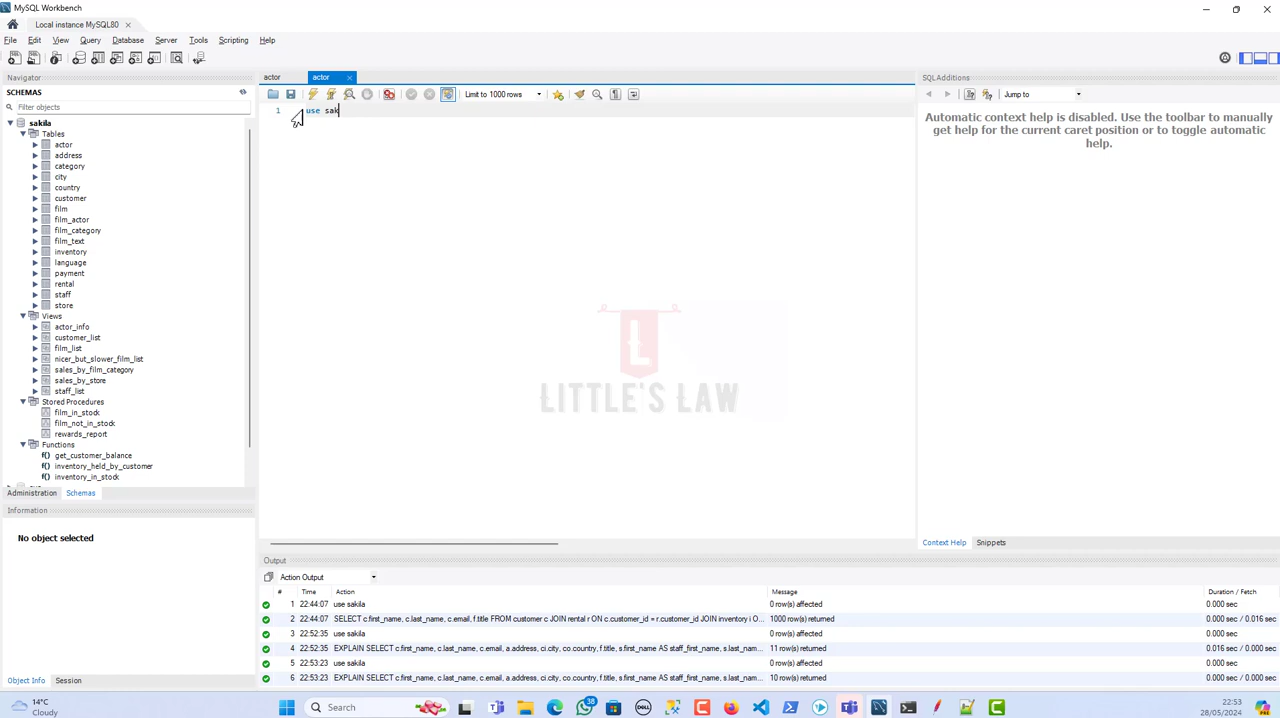 MySQL Workbench
Local instance MySQL80
File Edit View Query Database Server Tools Scripting Help
Navigator
SCHEMAS
Filter objects
sakila
Tables
actor
address
category
city
country
customer
film
film_actor
film_category
film_text
inventory
language
payment
rental
staff
store
Views
actor_info
customer_list
film_list
nicer_but_slower_film_list
sales_by_film_category
sales_by_store
staff_list
Stored Procedures
film_in_stock
film_not_in_stock
rewards_report
Functions
get_customer_balance
inventory_held_by_customer
inventory_in_stock
Administration Schemas
Information
No object selected
Object Info Session
actor actor
Limit to 1000 rows
1 use sak
L
LITTLE'S LAW
SQLAdditions
Jump to
Automatic context help is disabled. Use the toolbar to manually
get help for the current caret position or to toggle automatic
help.
Context Help Snippets
Output
Action Output
# Time Action Message Duration / Fetch
1 22:44:07 use sakila 0 row(s) affected 0.000 sec
2 22:44:07 SELECT c.first_name, c.last_name, c.email, f.title FROM customer c JOIN rental r ON c.customer_id = r.customer_id JOIN inventory i O... 1000 row(s) returned 0.000 sec / 0.016 sec
3 22:52:35 use sakila 0 row(s) affected 0.000 sec
4 22:52:35 EXPLAIN SELECT c.first_name, c.last_name, c.email, a.address, ci.city, co.country, f.title, s.first_name AS staff_first_name, s.last_nam... 11 row(s) returned 0.016 sec / 0.000 sec
5 22:53:23 use sakila 0 row(s) affected 0.000 sec
6 22:53:23 EXPLAIN SELECT c.first_name, c.last_name, c.email, a.address, ci.city, co.country, f.title, s.first_name AS staff_first_name, s.last_nam... 10 row(s) returned 0.000 sec / 0.000 sec
14°C
Cloudy
Search
38
DELL
22:53
28/05/2024